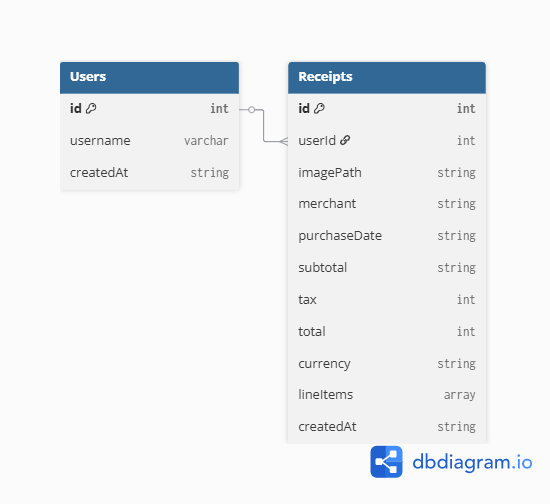 Users
id int
username varchar
createdAt string
Receipts
id int
userId int
imagePath string
merchant string
purchaseDate string
subtotal string
tax int
total int
currency string
lineItems array
createdAt string
dbdiagram.io